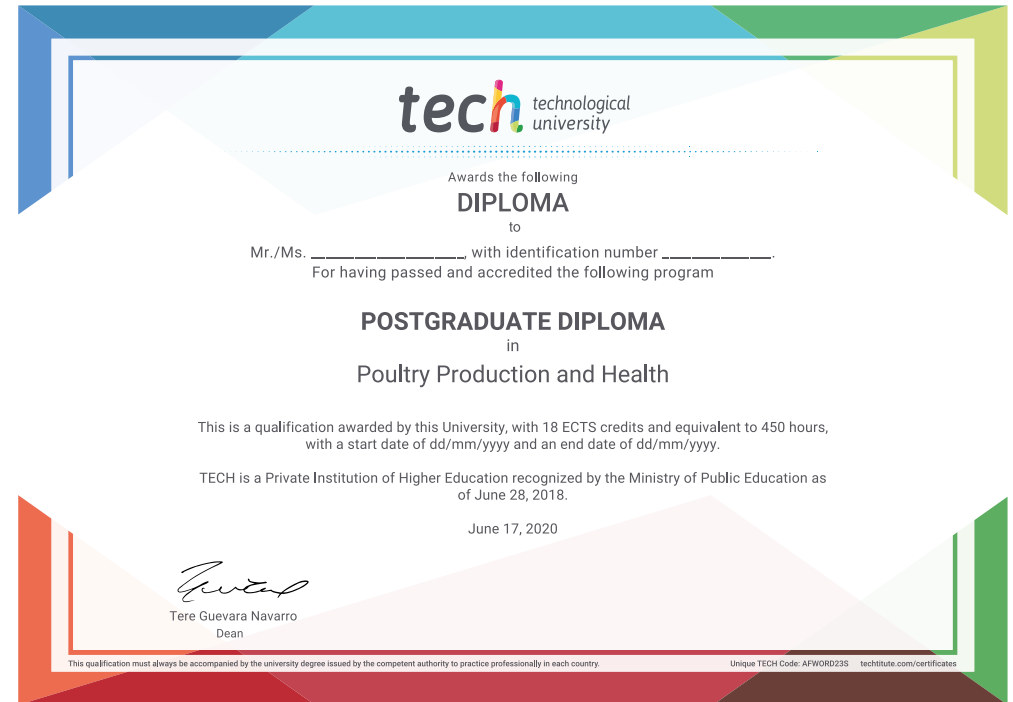 tech technological
university
Awards the following
DIPLOMA
to
Mr./Ms. _______________, with identification number ___________.
For having passed and accredited the following program
POSTGRADUATE DIPLOMA
in
Poultry Production and Health
This is a qualification awarded by this University, with 18 ECTS credits and equivalent to 450 hours,
with a start date of dd/mm/yyyy and an end date of dd/mm/yyyy.
TECH is a Private Institution of Higher Education recognized by the Ministry of Public Education as
of June 28, 2018.
June 17, 2020
Tere Guevara Navarro
Dean
This qualification must always be accompanied by the university degree issued by the competent authority to practice professionally in each country.
Unique TECH Code: AFWORD23S techtitute.com/certificates